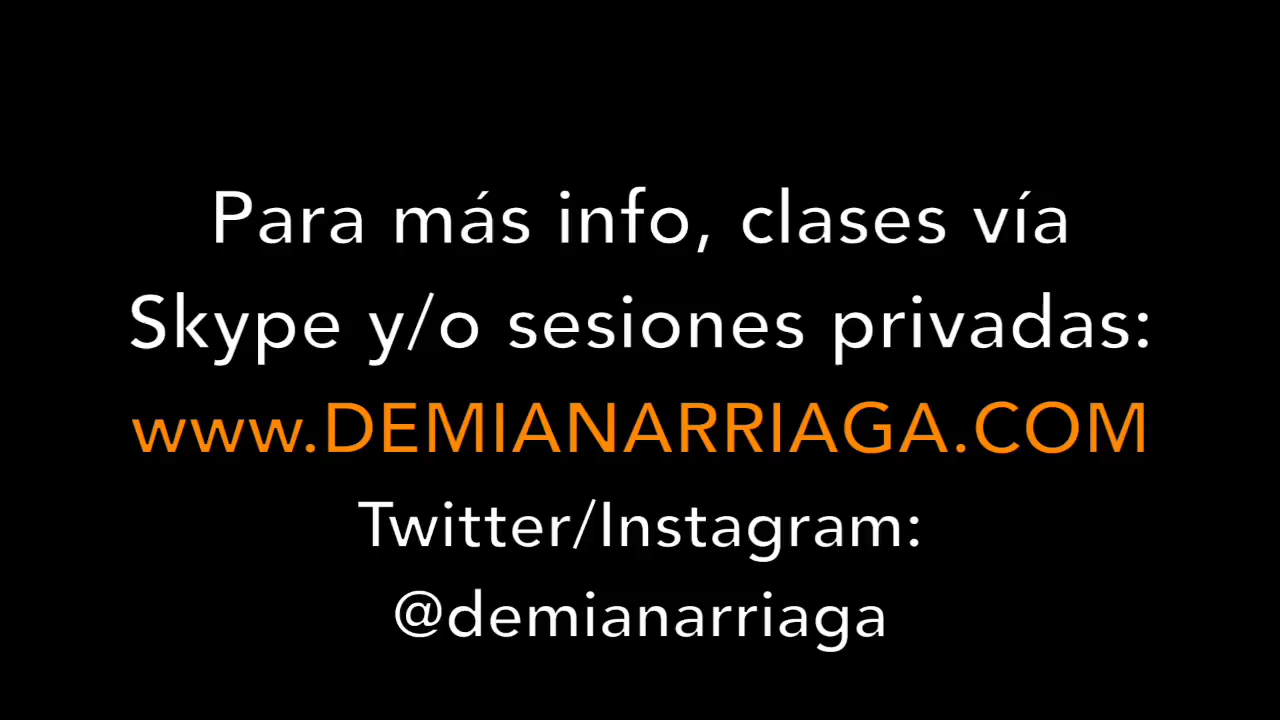 Para más info, clases vía
Skype y/o sesiones privadas:
www.DEMIANARRIAGA.COM
Twitter/Instagram:
@demianarriaga